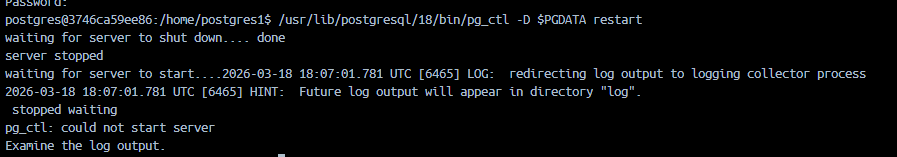 Password:
postgres@3746ca59ee86:/home/postgres1$ /usr/lib/postgresql/18/bin/pg_ctl -D $PGDATA restart
waiting for server to shut down.... done
server stopped
waiting for server to start....2026-03-18 18:07:01.781 UTC [6465] LOG:  redirecting log output to logging collector process
2026-03-18 18:07:01.781 UTC [6465] HINT:  Future log output will appear in directory "log".
 stopped waiting
pg_ctl: could not start server
Examine the log output.